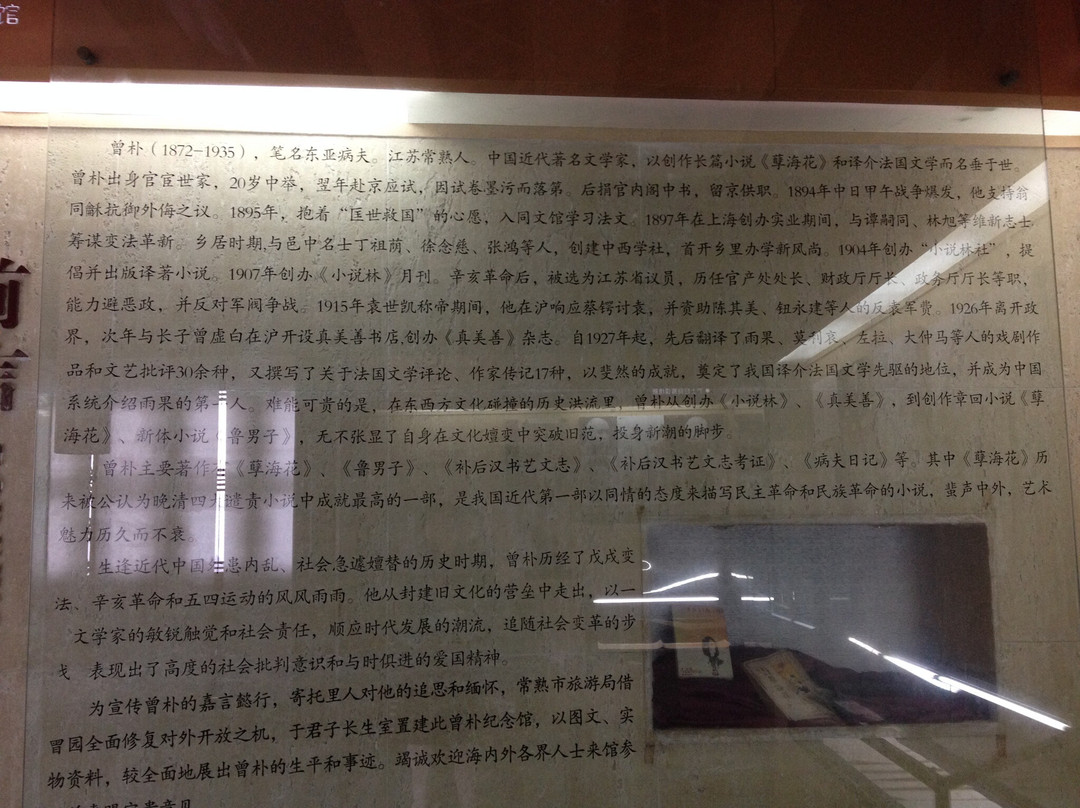 馆
前
曾朴（1872-1935），笔名东亚病夫。江苏常熟人。中国近代著名文学家，以创作长篇小说《孽海花》和译介法国文学而名垂于世。
曾朴出身官宦世家，20岁中举，翌年赴京应试，因试卷墨污而落第。后捐官内阁中书，留京供职。1894年中日甲午战争爆发，他支持翁
同龢抗御外侮之议。1895年，抱着“匡世救国”的心愿，入同文馆学习法文。1897年在上海创办实业期间，与谭嗣同、林旭等维新志士
筹谋变法革新。乡居时期,与邑中名士丁祖荫、徐念慈、张鸿等人，创建中西学社，首开乡里办学新风尚。1904年创办“小说林社”，提
倡并出版译著小说。1907年创办《小说林》月刊。辛亥革命后，被选为江苏省议员，历任官产处处长、财政厅厅长、政务厅厅长等职，
能力避恶政，并反对军阀争战。1915年袁世凯称帝期间，他在沪响应蔡锷讨袁，并资助陈其美、钮永建等人的反袁军费。1926年离开政
界，次年与长子曾虚白在沪开设真美善书店,创办《真美善》杂志。自1927年起，先后翻译了雨果、莫利哀、左拉、大仲马等人的戏剧作
品和文艺批评30余种，又撰写了关于法国文学评论、作家传记17种，以斐然的成就，奠定了我国译介法国文学先驱的地位，并成为中国
系统介绍雨果的第一人。难能可贵的是，在东西方文化碰撞的历史洪流里，曾朴从创办《小说林》、《真美善》，到创作章回小说《孽
海花》、新体小说《鲁男子》，无不张显了自身在文化嬗变中突破旧范，投身新潮的脚步。
曾朴主要著作有《孽海花》、《鲁男子》、《补后汉书艺文志》、《补后汉书艺文志考证》、《病夫日记》等。其中《孽海花》历
来被公认为晚清四大谴责小说中成就最高的一部，是我国近代第一部以同情的态度来描写民主革命和民族革命的小说，蜚声中外，艺术
魅力历久而不衰。
生逢近代中国外患内乱、社会急遽嬗替的历史时期，曾朴历经了戊戌变
法、辛亥革命和五四运动的风风雨雨。他从封建旧文化的营垒中走出，以一
文学家的敏锐触觉和社会责任，顺应时代发展的潮流，追随社会变革的步
表现出了高度的社会批判意识和与时俱进的爱国精神。
为宣传曾朴的嘉言懿行，寄托里人对他的追思和缅怀，常熟市旅游局借
曾园全面修复对外开放之机，于君子长生室置建此曾朴纪念馆，以图文、实
物资料，较全面地展出曾朴的生平和事迹。竭诚欢迎海内外各界人士来馆参